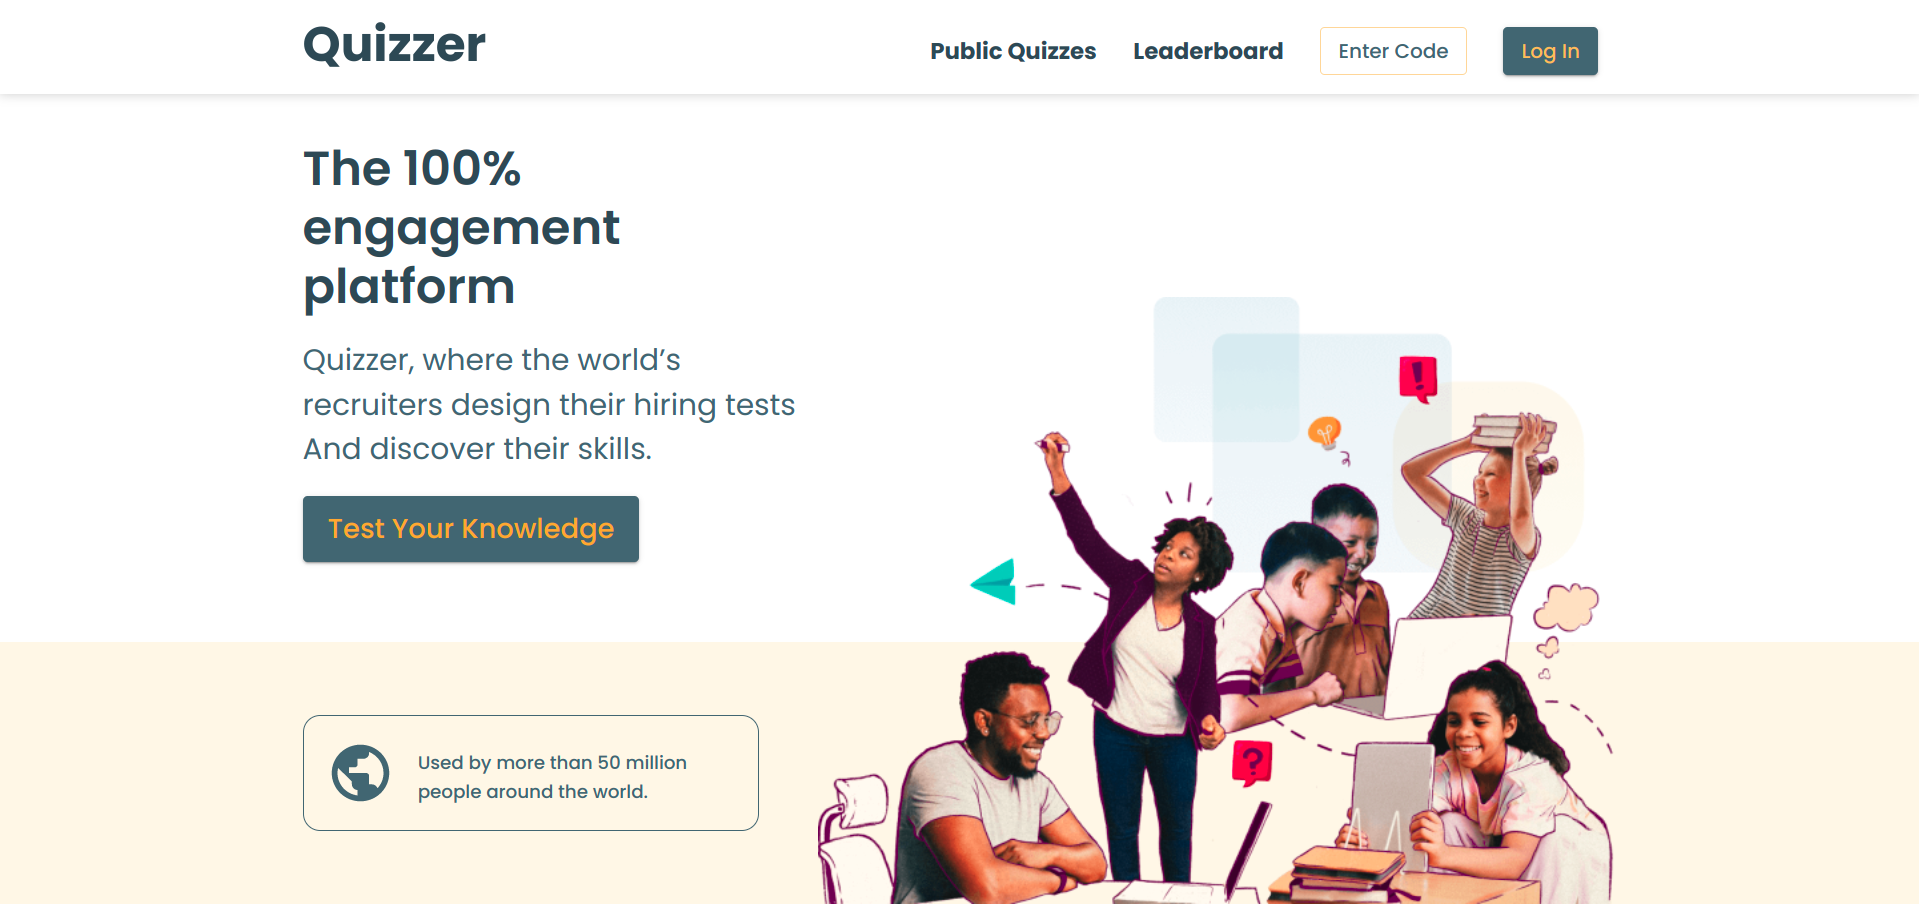 Quizzer
Public Quizzes
Leaderboard
Enter Code
Log In
The 100%
engagement
platform
Quizzer, where the world’s
recruiters design their hiring tests
And discover their skills.
Test Your Knowledge
Used by more than 50 million
people around the world.
!
?